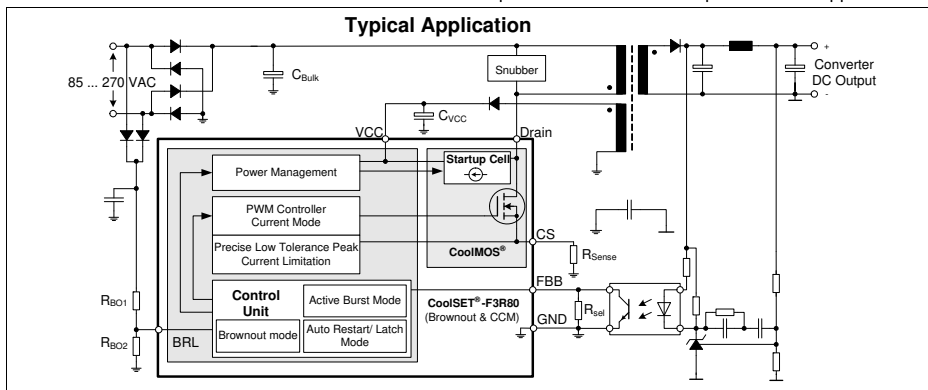 Typical Application
85 ... 270 VAC
CBulk
Snubber
+
Converter
DC Output
-
CVCC
VCC
Drain
Power Management
Startup Cell
PWM Controller
Current Mode
Precise Low Tolerance Peak
Current Limitation
CoolMOS®
CS
RSense
FBB
Control
Unit
Active Burst Mode
CoolSET®-F3R80
(Brownout & CCM)
Rsel
GND
Brownout mode
Auto Restart/ Latch
Mode
RBO1
RBO2
BRL